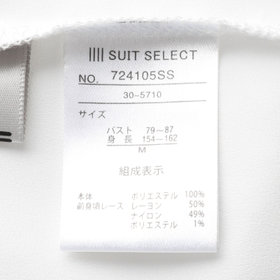 SUIT SELECT
NO. 724105SS
30-5710
サイズ
バスト 79-87
身長 154-162
M
組成表示
本体 ポリエステル 100%
前身頃レース レーヨン 50%
ナイロン 49%
ポリエステル 1%